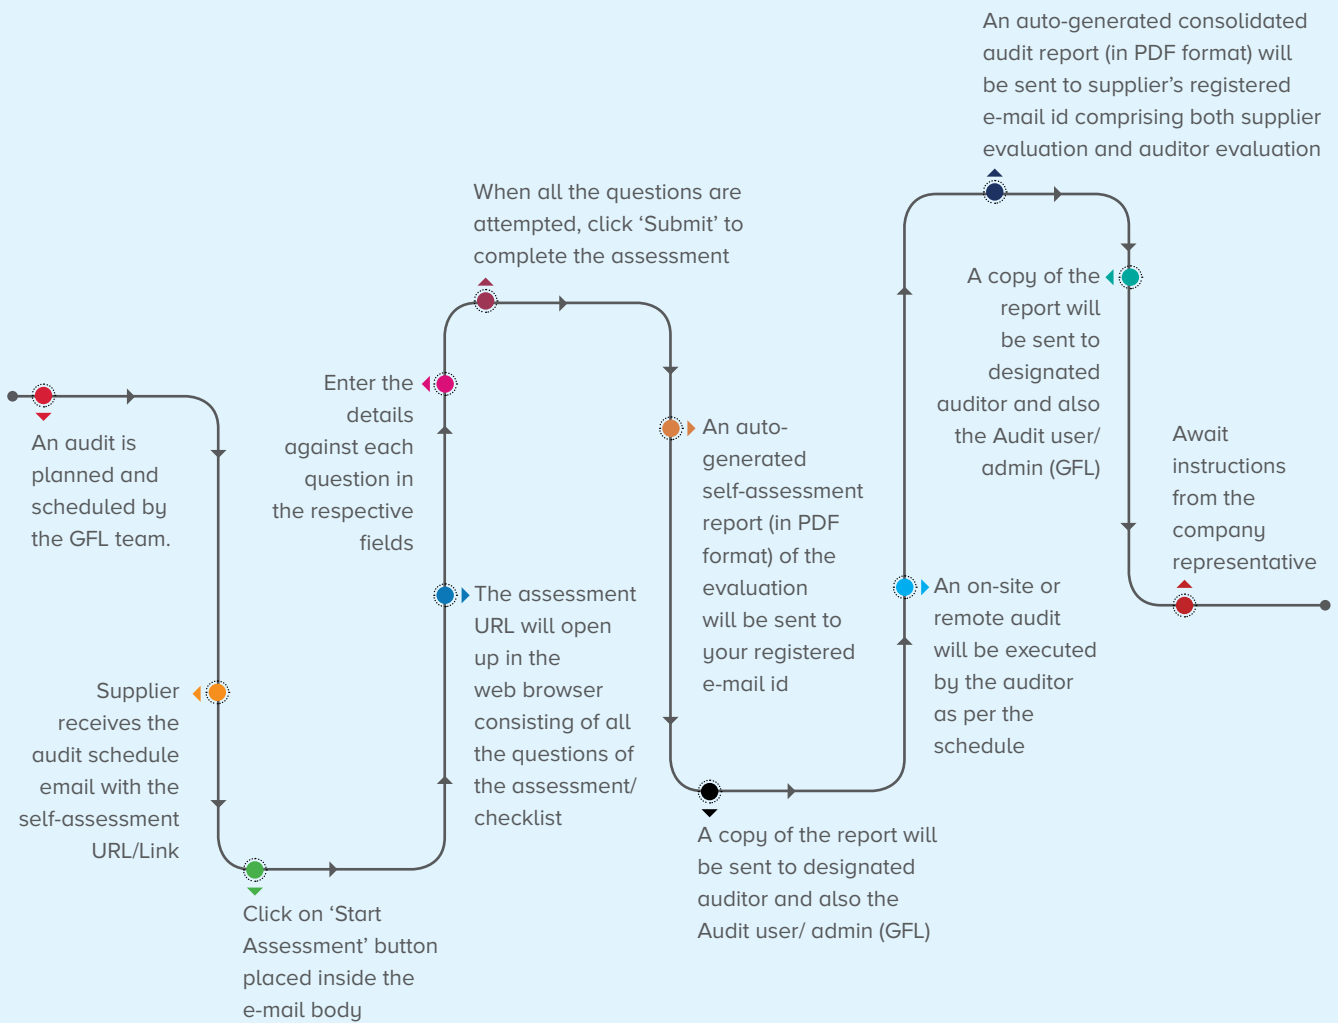 An audit is
planned and
scheduled by
the GFL team.
Supplier
receives the
audit schedule
email with the
self-assessment
URL/Link
Click on ‘Start
Assessment’ button
placed inside the
e-mail body
The assessment
URL will open
up in the
web browser
consisting of all
the questions of
the assessment/
checklist
Enter the
details
against each
question in
the respective
fields
When all the questions are
attempted, click ‘Submit’ to
complete the assessment
An auto-
generated
self-assessment
report (in PDF
format) of the
evaluation
will be sent to
your registered
e-mail id
A copy of the report will
be sent to designated
auditor and also the
Audit user/ admin (GFL)
An on-site or
remote audit
will be executed
by the auditor
as per the
schedule
An auto-generated consolidated
audit report (in PDF format) will
be sent to supplier’s registered
e-mail id comprising both supplier
evaluation and auditor evaluation
A copy of the
report will
be sent to
designated
auditor and also
the Audit user/
admin (GFL)
Await
instructions
from the
company
representative